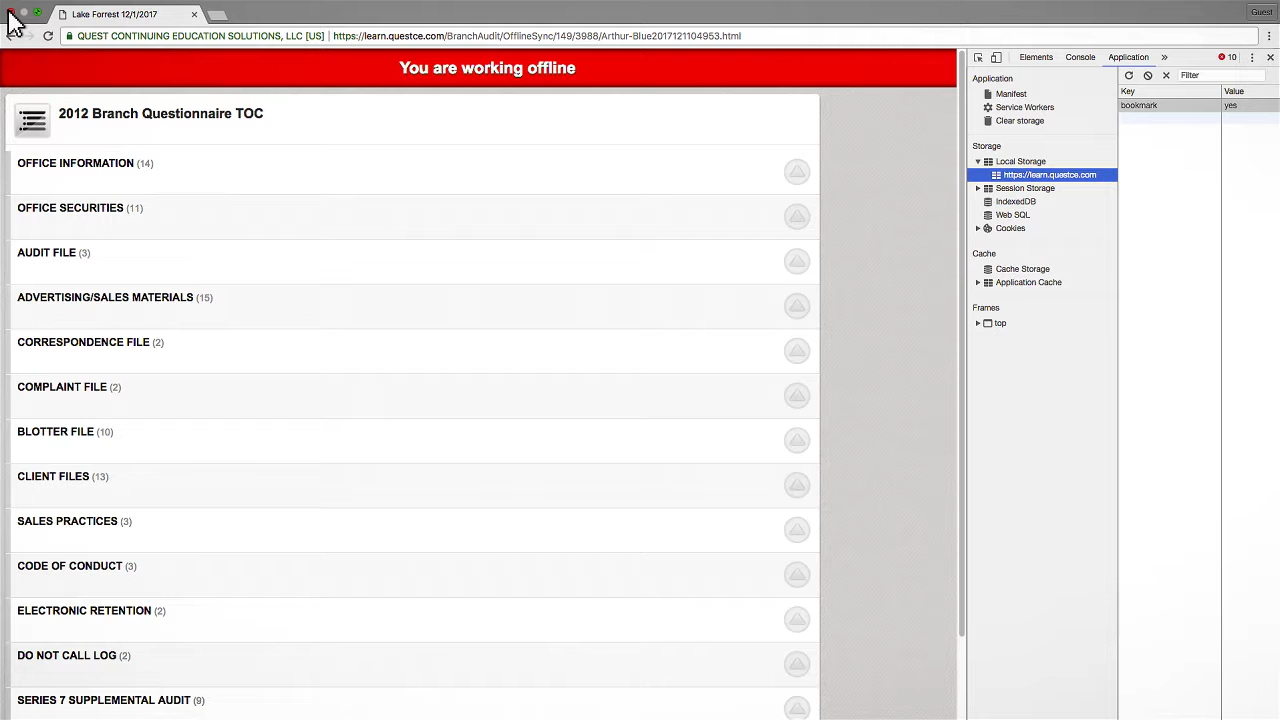 Lake Forrest 12/1/2017
Guest
QUEST CONTINUING EDUCATION SOLUTIONS, LLC [US] | https://learn.questce.com/BranchAudit/OfflineSync/149/3988/Arthur-Blue2017121104953.html
You are working offline
2012 Branch Questionnaire TOC
OFFICE INFORMATION (14)
OFFICE SECURITIES (11)
AUDIT FILE (3)
ADVERTISING/SALES MATERIALS (15)
CORRESPONDENCE FILE (2)
COMPLAINT FILE (2)
BLOTTER FILE (10)
CLIENT FILES (13)
SALES PRACTICES (3)
CODE OF CONDUCT (3)
ELECTRONIC RETENTION (2)
DO NOT CALL LOG (2)
SERIES 7 SUPPLEMENTAL AUDIT (9)
Elements Console Application » 10
Application
Manifest
Service Workers
Clear storage
Storage
Local Storage
https://learn.questce.com
Session Storage
IndexedDB
Web SQL
Cookies
Cache
Cache Storage
Application Cache
Frames
top
Filter
Key Value
bookmark yes